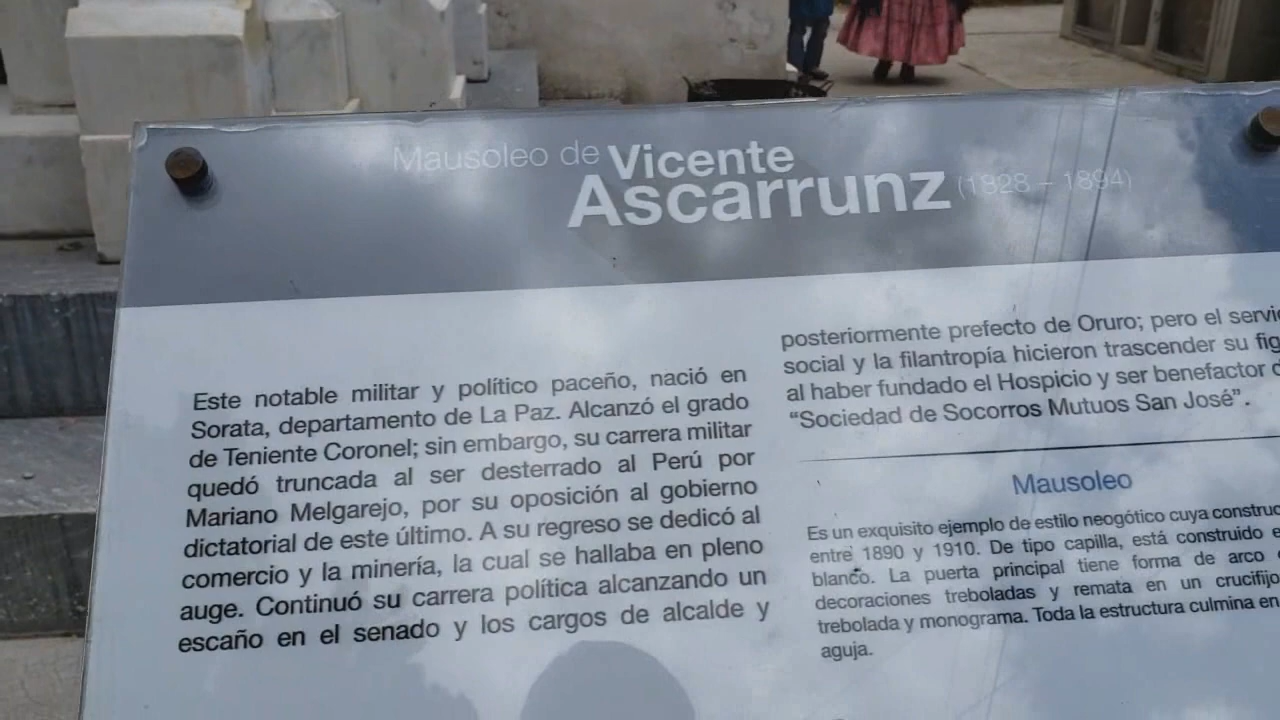 Mausoleo de Vicente
Ascarrunz (1828 – 1894)
Este notable militar y político paceño, nació en
Sorata, departamento de La Paz. Alcanzó el grado
de Teniente Coronel; sin embargo, su carrera militar
quedó truncada al ser desterrado al Perú por
Mariano Melgarejo, por su oposición al gobierno
dictatorial de este último. A su regreso se dedicó al
comercio y la minería, la cual se hallaba en pleno
auge. Continuó su carrera política alcanzando un
escaño en el senado y los cargos de alcalde y
posteriormente prefecto de Oruro; pero el
social y la filantropía hicieron trascender su
al haber fundado el Hospicio y ser benefactor
“Sociedad de Socorros Mutuos San José”.
Mausoleo
Es un exquisito ejemplo de estilo neogótico cuya
entre 1890 y 1910. De tipo capilla, está construido
blanco. La puerta principal tiene forma de arco
decoraciones treboladas y remata en un crucifijo
trebolada y monograma. Toda la estructura culmina en
aguja.